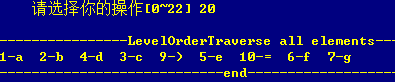 请选择你的操作[0~22] 20
----------------LevelOrderTraverse all elements---
1-a 2-b 4-d 3-c 9-> 5-e 10-= 6-f 7-g
----------------------------end--------------------